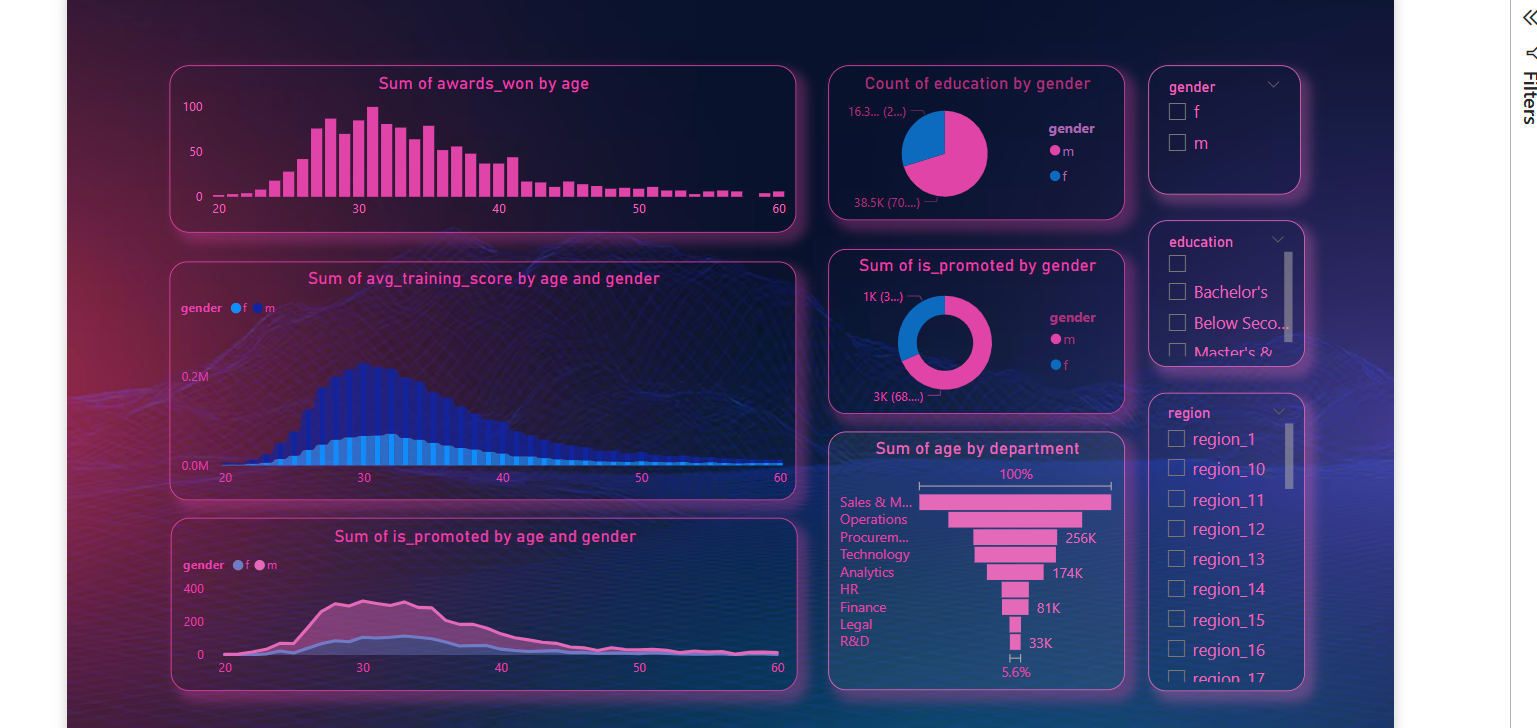 Sum of awards_won by age
100
50
0
20 30 40 50 60
Sum of avg_training_score by age and gender
gender f m
0.2M
0.0M
20 30 40 50 60
Sum of is_promoted by age and gender
gender f m
400
200
0
20 30 40 50 60
Count of education by gender
16.3... (2...)
38.5K (70....)
gender
m
f
Sum of is_promoted by gender
1K (3...)
3K (68....)
gender
m
f
Sum of age by department
100%
Sales & M...
Operations
Procurem... 256K
Technology
Analytics 174K
HR
Finance 81K
Legal
R&D 33K
5.6%
gender
f
m
education
Bachelor's
Below Seco...
Master's &
region
region_1
region_10
region_11
region_12
region_13
region_14
region_15
region_16
region_17
Filters